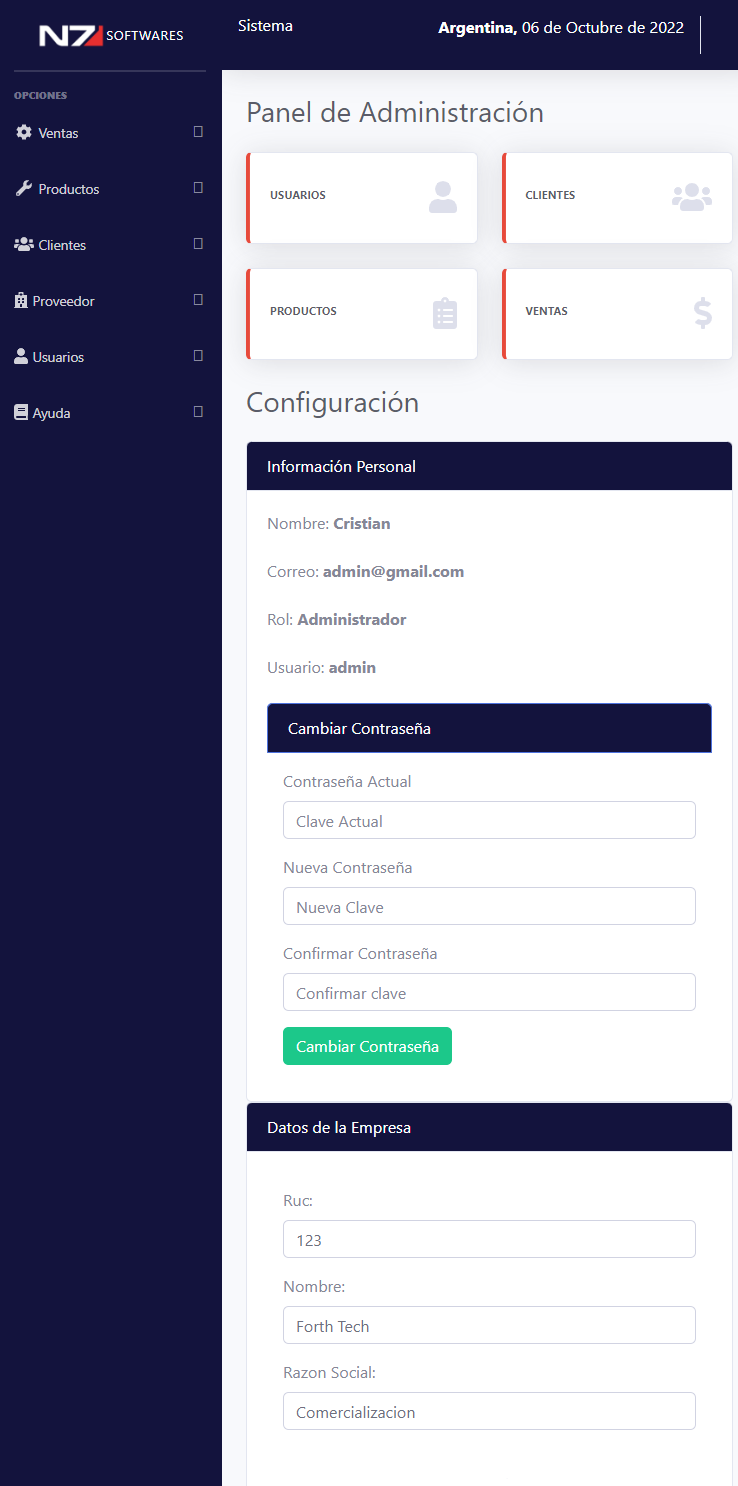 N7 SOFTWARES
Sistema
Argentina, 06 de Octubre de 2022
OPCIONES
Ventas
Productos
Clientes
Proveedor
Usuarios
Ayuda
Panel de Administración
USUARIOS
CLIENTES
PRODUCTOS
VENTAS
Configuración
Información Personal
Nombre: Cristian
Correo: admin@gmail.com
Rol: Administrador
Usuario: admin
Cambiar Contraseña
Contraseña Actual
Clave Actual
Nueva Contraseña
Nueva Clave
Confirmar Contraseña
Confirmar clave
Cambiar Contraseña
Datos de la Empresa
Ruc:
123
Nombre:
Forth Tech
Razon Social:
Comercializacion